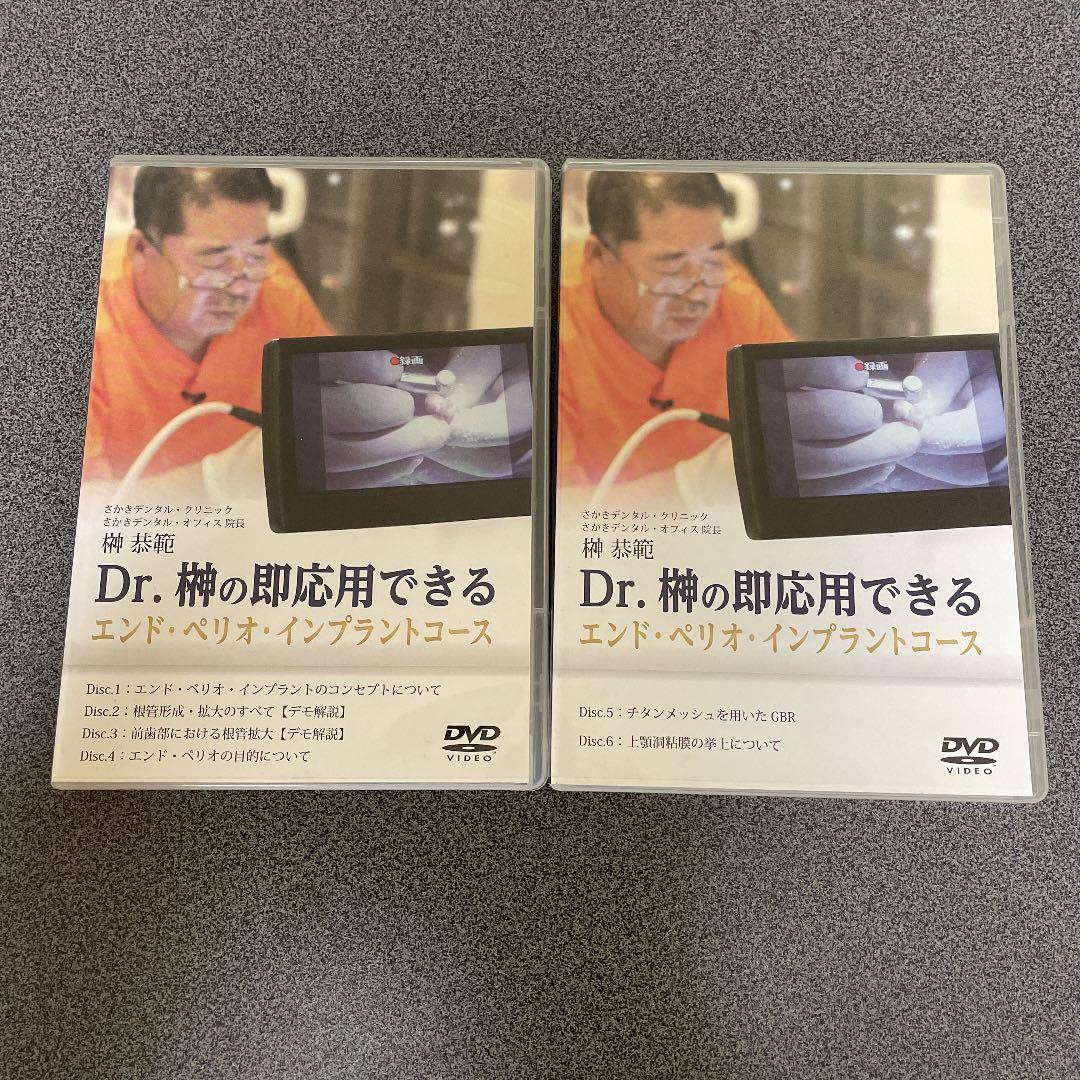 録画
さかきデンタル・クリニック
さかきデンタル・オフィス 院長
榊 恭範
Dr. 榊の即応用できる
エンド・ペリオ・インプラントコース
Disc.1：エンド・ペリオ・インプラントのコンセプトについて
Disc.2：根管形成・拡大のすべて【デモ解説】
Disc.3：前歯部における根管拡大【デモ解説】
Disc.4：エンド・ペリオの目的について
DVD
VIDEO
録画
さかきデンタル・クリニック
さかきデンタル・オフィス 院長
榊 恭範
Dr. 榊の即応用できる
エンド・ペリオ・インプラントコース
Disc.5：チタンメッシュを用いた GBR
Disc.6：上顎洞粘膜の挙上について
DVD
VIDEO